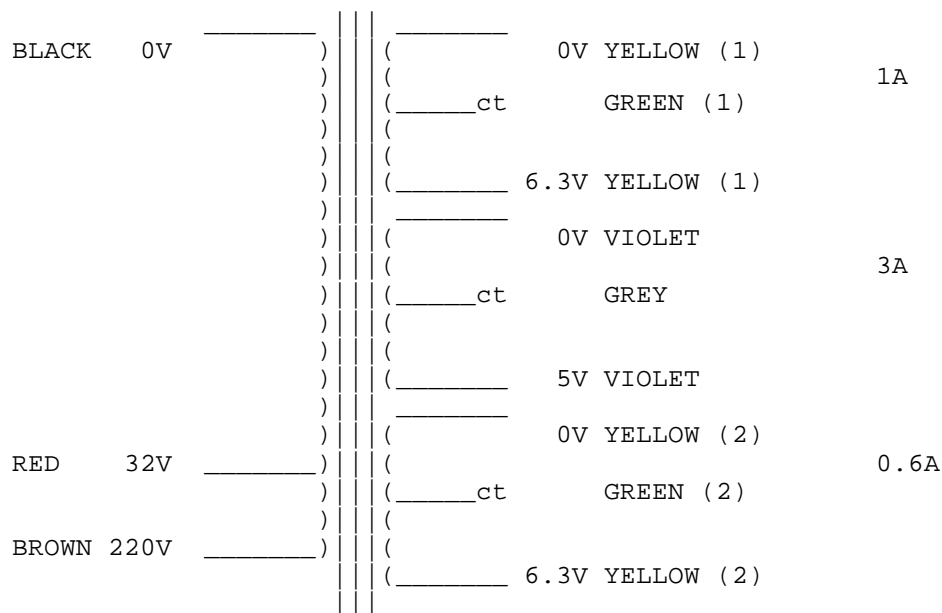 BLACK 0V 0V YELLOW (1)
1A
ct GREEN (1)
6.3V YELLOW (1)
0V VIOLET
3A
ct GREY
5V VIOLET
0V YELLOW (2)
RED 32V 0.6A
ct GREEN (2)
BROWN 220V
6.3V YELLOW (2)